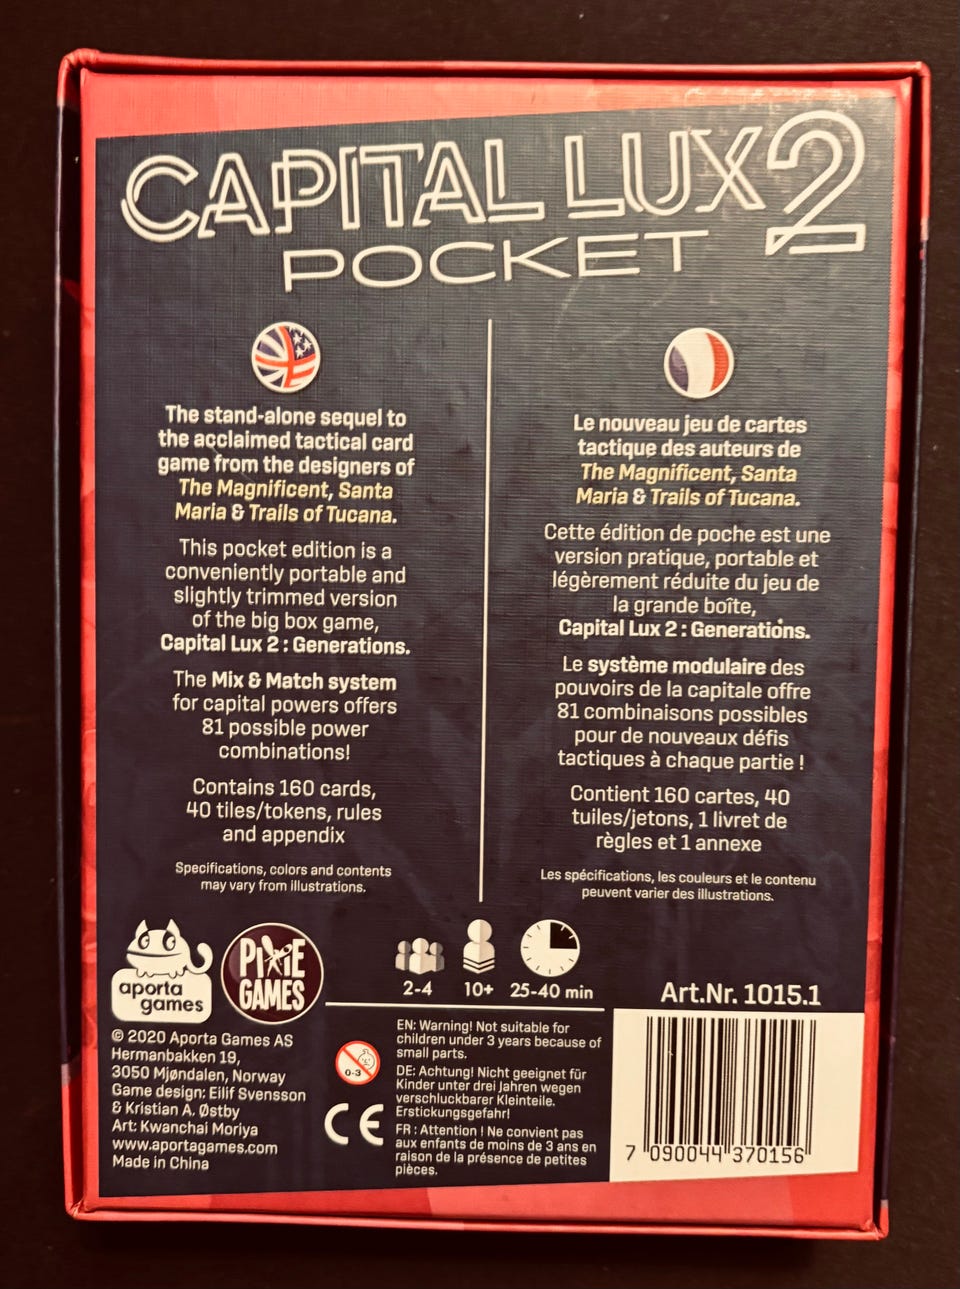 CAPITAL LUX 2
POCKET
The stand-alone sequel to
the acclaimed tactical card
game from the designers of
The Magnificent, Santa
Maria & Trails of Tucana.
This pocket edition is a
conveniently portable and
slightly trimmed version
of the big box game,
Capital Lux 2 : Generations.
The Mix & Match system
for capital powers offers
81 possible power
combinations!
Contains 160 cards,
40 tiles/tokens, rules
and appendix
Specifications, colors and contents
may vary from illustrations.
Le nouveau jeu de cartes
tactique des auteurs de
The Magnificent, Santa
Maria & Trails of Tucana.
Cette édition de poche est une
version pratique, portable et
légèrement réduite du jeu de
la grande boîte,
Capital Lux 2 : Generations.
Le système modulaire des
pouvoirs de la capitale offre
81 combinaisons possibles
pour de nouveaux défis
tactiques à chaque partie !
Contient 160 cartes, 40
tuiles/jetons, 1 livret de
règles et 1 annexe
Les spécifications, les couleurs et le contenu
peuvent varier des illustrations.
aporta
games
PIXIE
GAMES
2-4 10+ 25-40 min
Art.Nr. 1015.1
© 2020 Aporta Games AS
Hermanbakken 19,
3050 Mjøndalen, Norway
Game design: Eilif Svensson
& Kristian A. Østby
Art: Kwanchai Moriya
www.aportagames.com
Made in China
0-3
CE
EN: Warning! Not suitable for
children under 3 years because of
small parts.
DE: Achtung! Nicht geeignet für
Kinder unter drei Jahren wegen
verschluckbarer Kleinteile.
Erstickungsgefahr!
FR : Attention ! Ne convient pas
aux enfants de moins de 3 ans en
raison de la présence de petites
pièces.
7 090044 370156